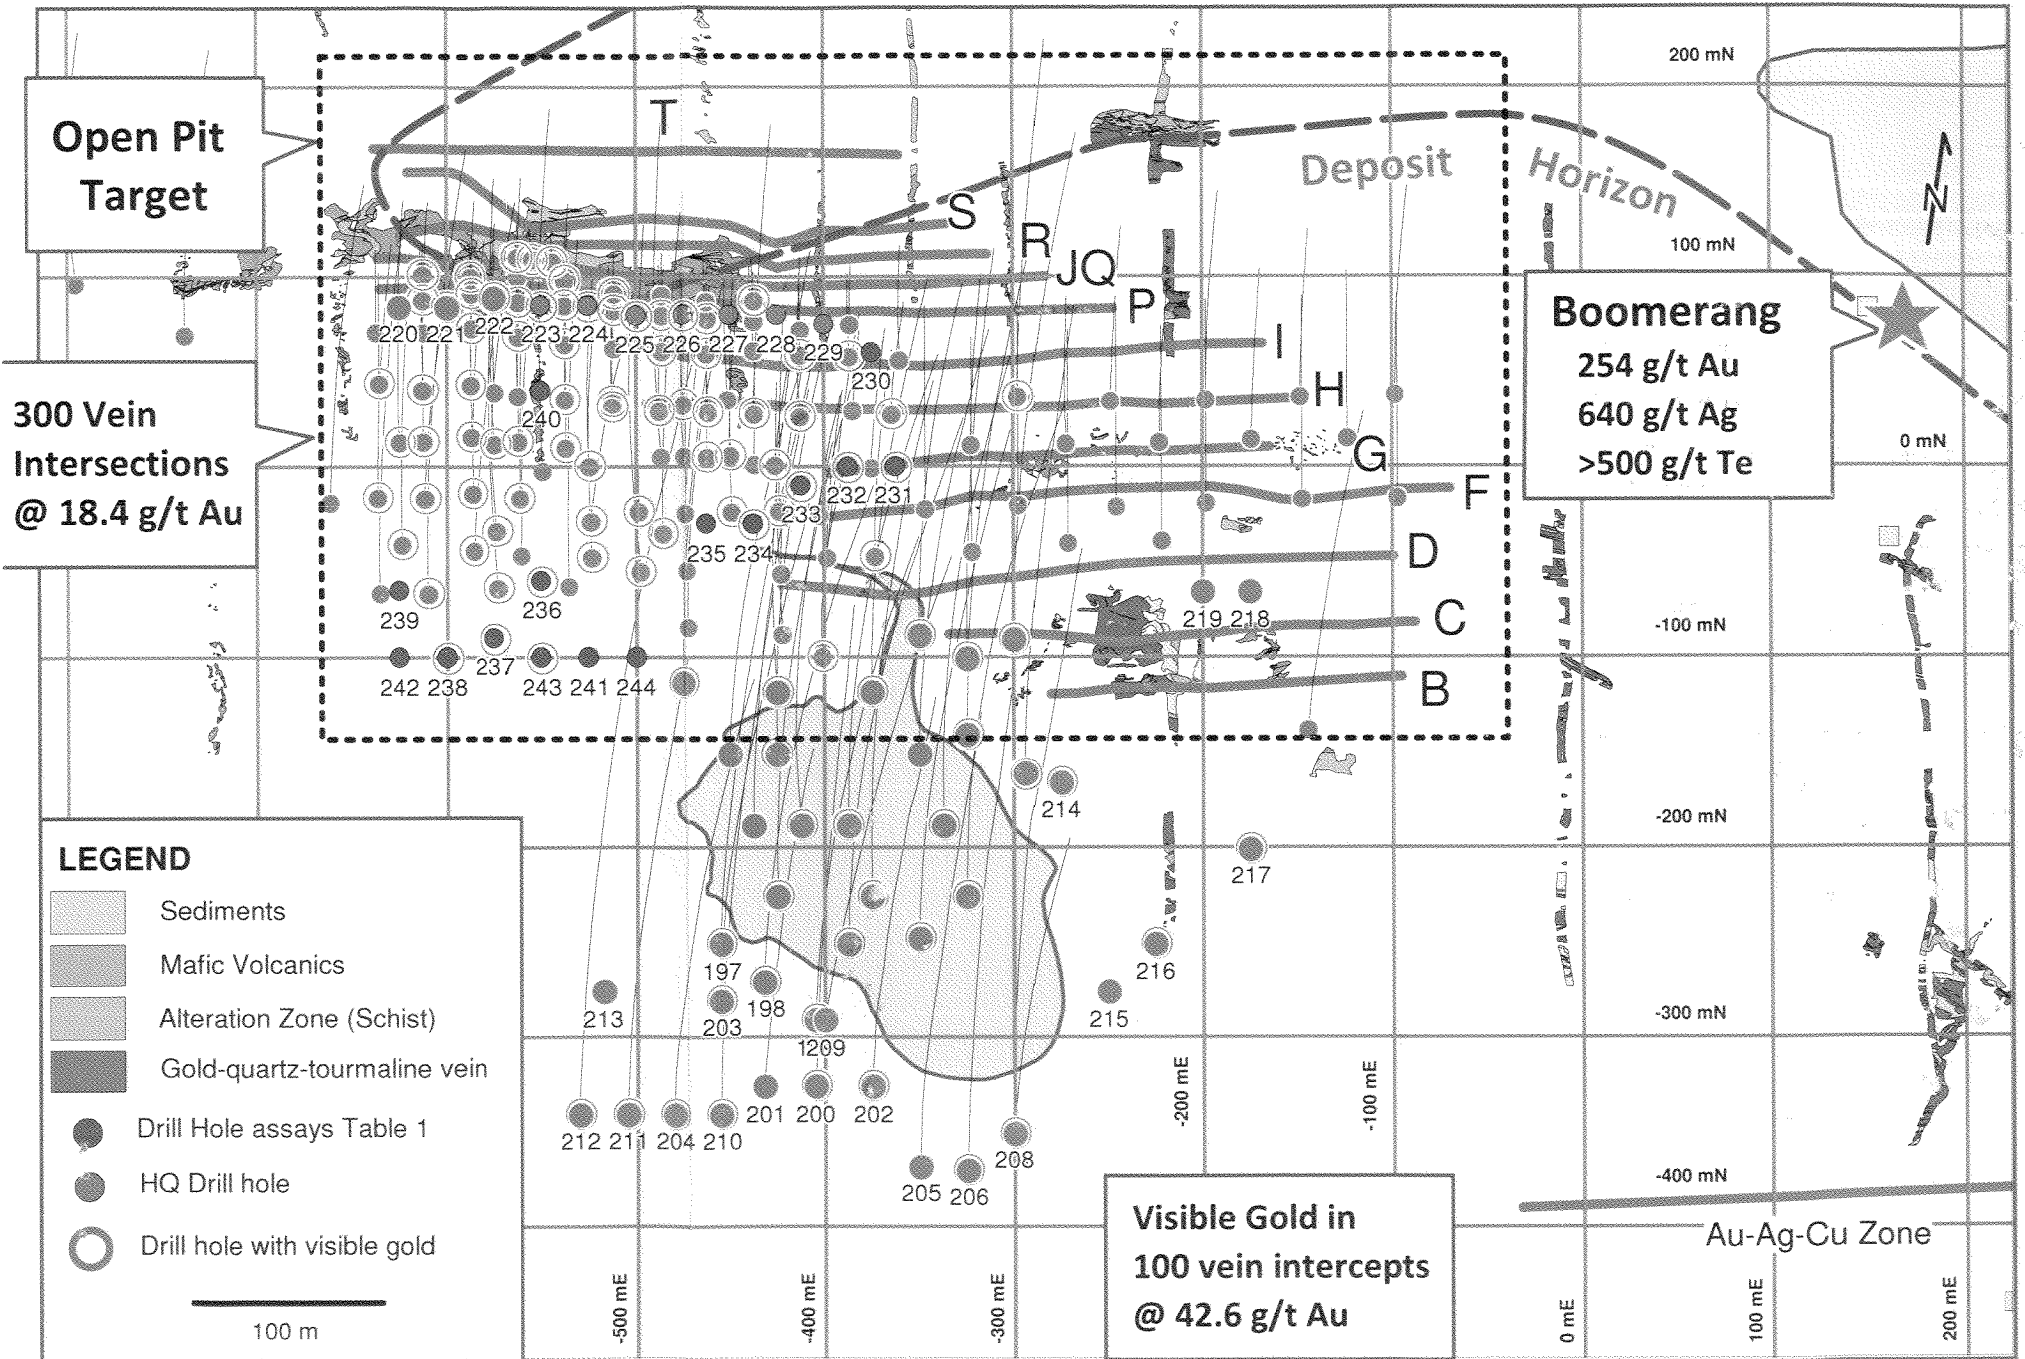 200 mN
T
Open Pit
Target
Deposit
Horizon
N
S
R
100 mN
JQ
P
Boomerang
254 g/t Au
640 g/t Ag
>500 g/t Te
220
221
222
223
224
225
226
227
228
229
I
230
H
300 Vein
Intersections
@ 18.4 g/t Au
240
0 mN
G
232
231
F
233
235
234
D
239
236
219
218
C
-100 mN
237
242
238
243
241
244
B
214
-200 mN
217
LEGEND
Sediments
Mafic Volcanics
Alteration Zone (Schist)
Gold-quartz-tourmaline vein
Drill Hole assays Table 1
HQ Drill hole
Drill hole with visible gold
100 m
197
216
198
213
203
215
-300 mN
1209
201
200
202
212
211
204
210
208
205
206
-200 mE
-100 mE
-400 mN
Au-Ag-Cu Zone
Visible Gold in
100 vein intercepts
@ 42.6 g/t Au
-500 mE
-400 mE
-300 mE
0 mE
100 mE
200 mE